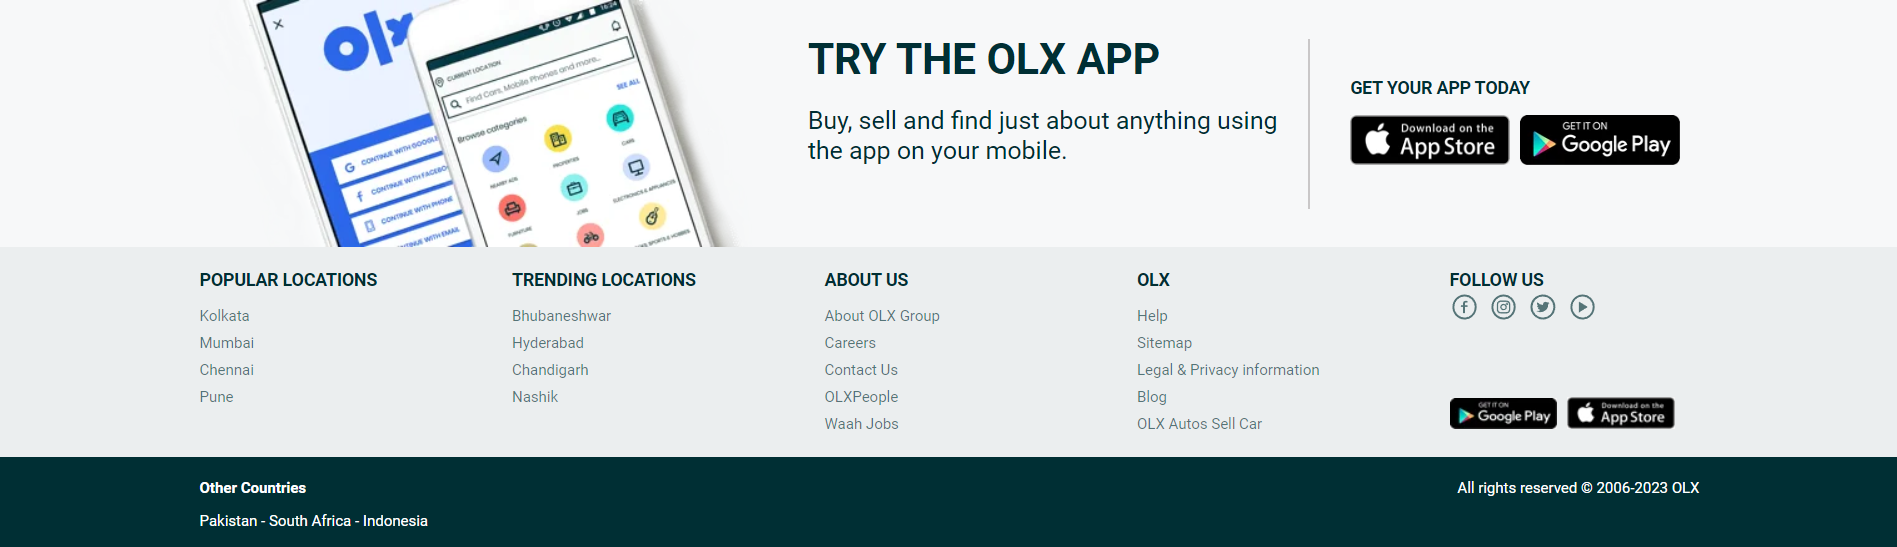 olx
CONTINUE WITH GOOGLE
CONTINUE WITH FACEBO
CONTINUE WITH PHONE
ONTINUE WITH EMAIL
16:24
CURRENT LOCATION
Find Cars, Mobile Phones and more...
Browse categories
SEE ALL
NEARBY ADS
PROPERTIES
CARS
FURNITURE
JOBS
ELECTRONICS & APPLIANCES
SPORTS & HOBBIES
TRY THE OLX APP
Buy, sell and find just about anything using
the app on your mobile.
GET YOUR APP TODAY
Download on the
App Store
GET IT ON
Google Play
POPULAR LOCATIONS
Kolkata
Mumbai
Chennai
Pune
TRENDING LOCATIONS
Bhubaneshwar
Hyderabad
Chandigarh
Nashik
ABOUT US
About OLX Group
Careers
Contact Us
OLXPeople
Waah Jobs
OLX
Help
Sitemap
Legal & Privacy information
Blog
OLX Autos Sell Car
FOLLOW US
GET IT ON
Google Play
Download on the
App Store
Other Countries
Pakistan - South Africa - Indonesia
All rights reserved © 2006-2023 OLX